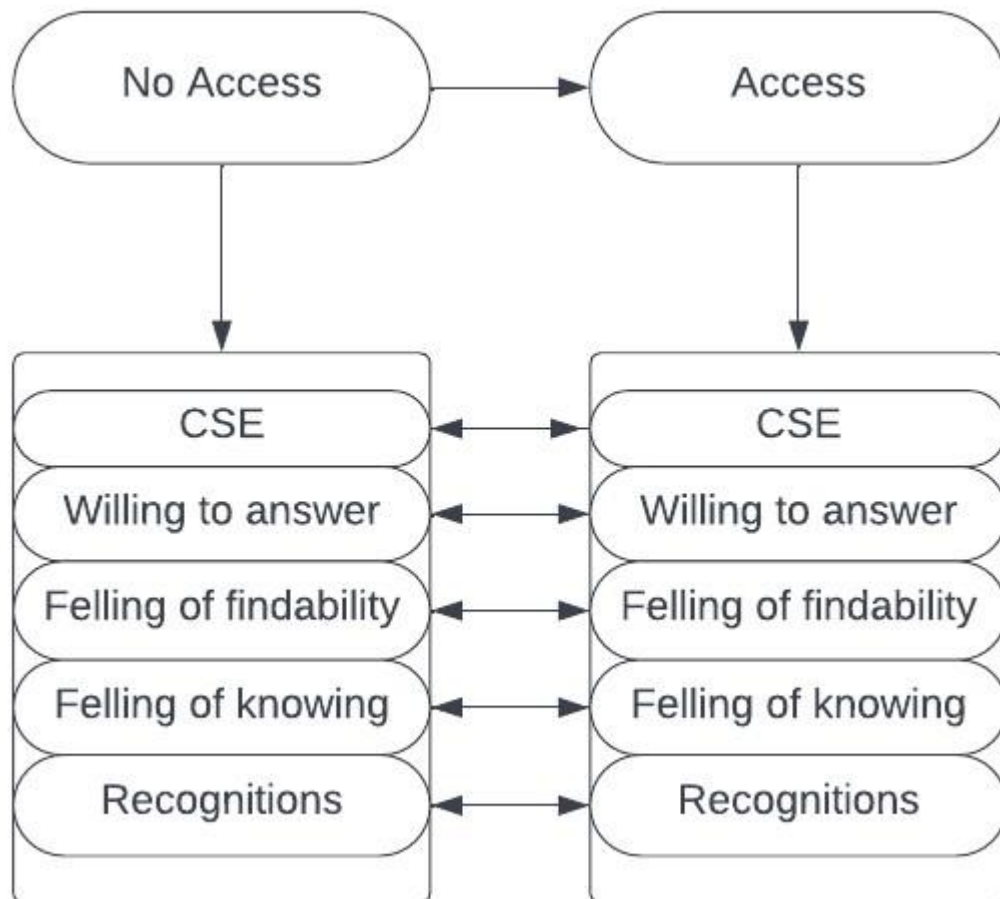 No Access
Access
CSE
CSE
Willing to answer
Willing to answer
Felling of findability
Felling of findability
Felling of knowing
Felling of knowing
Recognitions
Recognitions